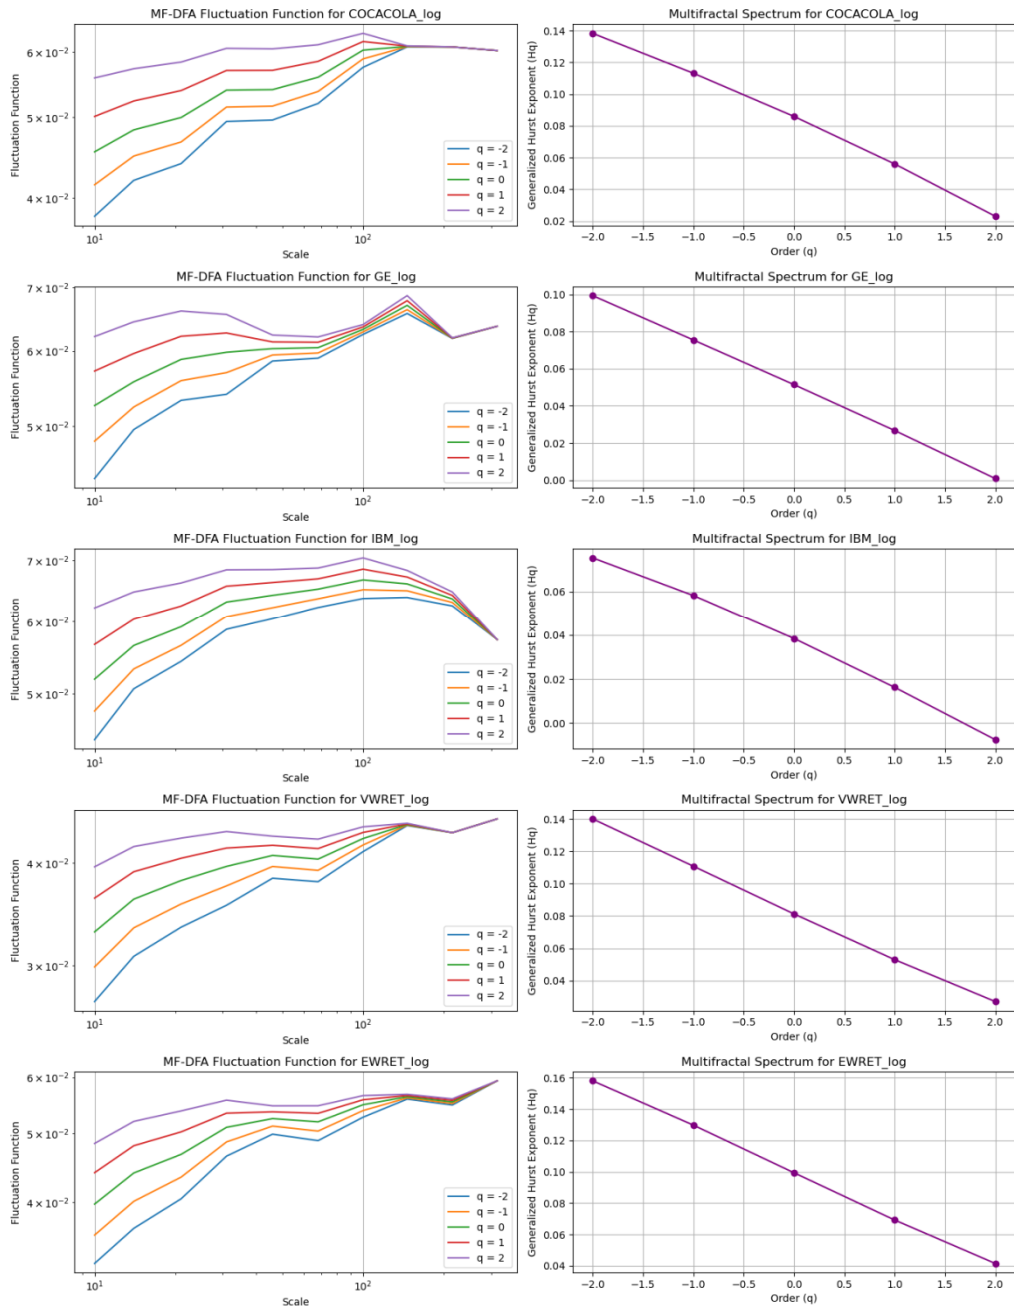 MF-DFA Fluctuation Function for COCACOLA_log
Fluctuation Function
6 × 10⁻²
5 × 10⁻²
4 × 10⁻²
10¹
10²
Scale
q = -2
q = -1
q = 0
q = 1
q = 2
Multifractal Spectrum for COCACOLA_log
Generalized Hurst Exponent (Hq)
0.14
0.12
0.10
0.08
0.06
0.04
0.02
−2.0 −1.5 −1.0 −0.5 0.0 0.5 1.0 1.5 2.0
Order (q)
MF-DFA Fluctuation Function for GE_log
Fluctuation Function
7 × 10⁻²
6 × 10⁻²
5 × 10⁻²
10¹
10²
Scale
q = -2
q = -1
q = 0
q = 1
q = 2
Multifractal Spectrum for GE_log
Generalized Hurst Exponent (Hq)
0.10
0.08
0.06
0.04
0.02
0.00
−2.0 −1.5 −1.0 −0.5 0.0 0.5 1.0 1.5 2.0
Order (q)
MF-DFA Fluctuation Function for IBM_log
Fluctuation Function
7 × 10⁻²
6 × 10⁻²
5 × 10⁻²
10¹
10²
Scale
q = -2
q = -1
q = 0
q = 1
q = 2
Multifractal Spectrum for IBM_log
Generalized Hurst Exponent (Hq)
0.06
0.04
0.02
0.00
−2.0 −1.5 −1.0 −0.5 0.0 0.5 1.0 1.5 2.0
Order (q)
MF-DFA Fluctuation Function for VWRET_log
Fluctuation Function
4 × 10⁻²
3 × 10⁻²
10¹
10²
Scale
q = -2
q = -1
q = 0
q = 1
q = 2
Multifractal Spectrum for VWRET_log
Generalized Hurst Exponent (Hq)
0.14
0.12
0.10
0.08
0.06
0.04
−2.0 −1.5 −1.0 −0.5 0.0 0.5 1.0 1.5 2.0
Order (q)
MF-DFA Fluctuation Function for EWRET_log
Fluctuation Function
6 × 10⁻²
5 × 10⁻²
4 × 10⁻²
10¹
10²
Scale
q = -2
q = -1
q = 0
q = 1
q = 2
Multifractal Spectrum for EWRET_log
Generalized Hurst Exponent (Hq)
0.16
0.14
0.12
0.10
0.08
0.06
0.04
−2.0 −1.5 −1.0 −0.5 0.0 0.5 1.0 1.5 2.0
Order (q)